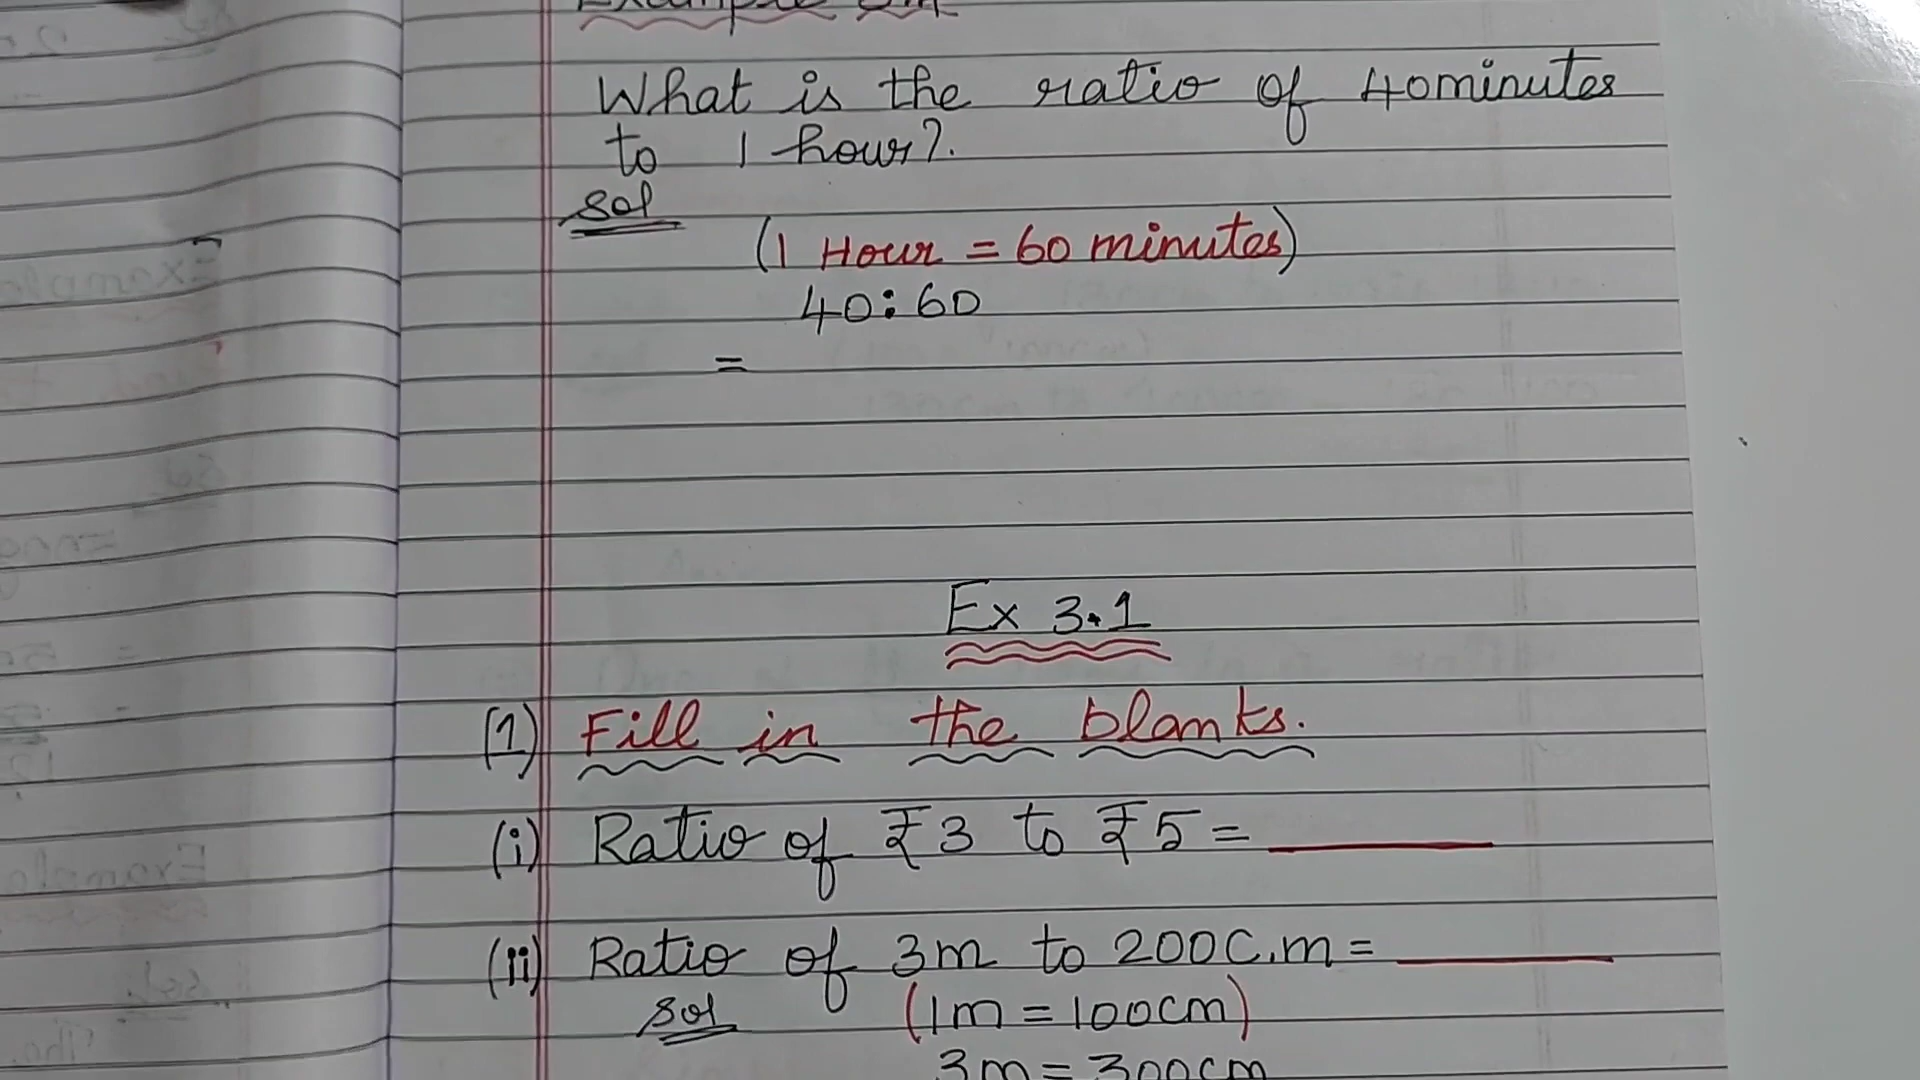 Example
What is the ratio of 40minutes
to 1 hour?.
Sol
(1 Hour = 60 minutes)
40:60
=
Ex 3.1
(1) Fill in the blanks.
(i) Ratio of ₹3 to ₹5 =
(ii) Ratio of 3m to 200C.m =
Sol (1m = 100cm)
3m = 300cm